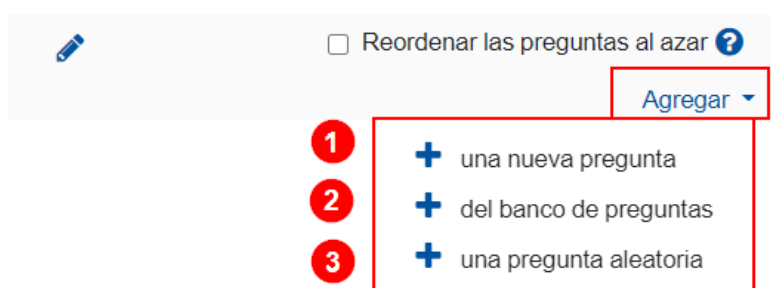 Reordenar las preguntas al azar ?
Agregar
1 una nueva pregunta
2 del banco de preguntas
3 una pregunta aleatoria